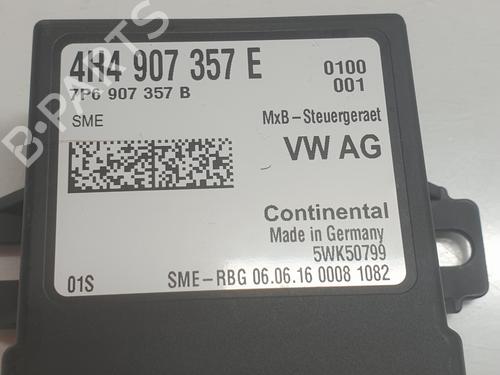 4H4 907 357 E
0100
001
7P6 907 357 B
SME
MxB-Steuergeraet
VW AG
Continental
Made in Germany
5WK50799
01S
SME-RBG 06.06.16 0008 1082
B-PARTS